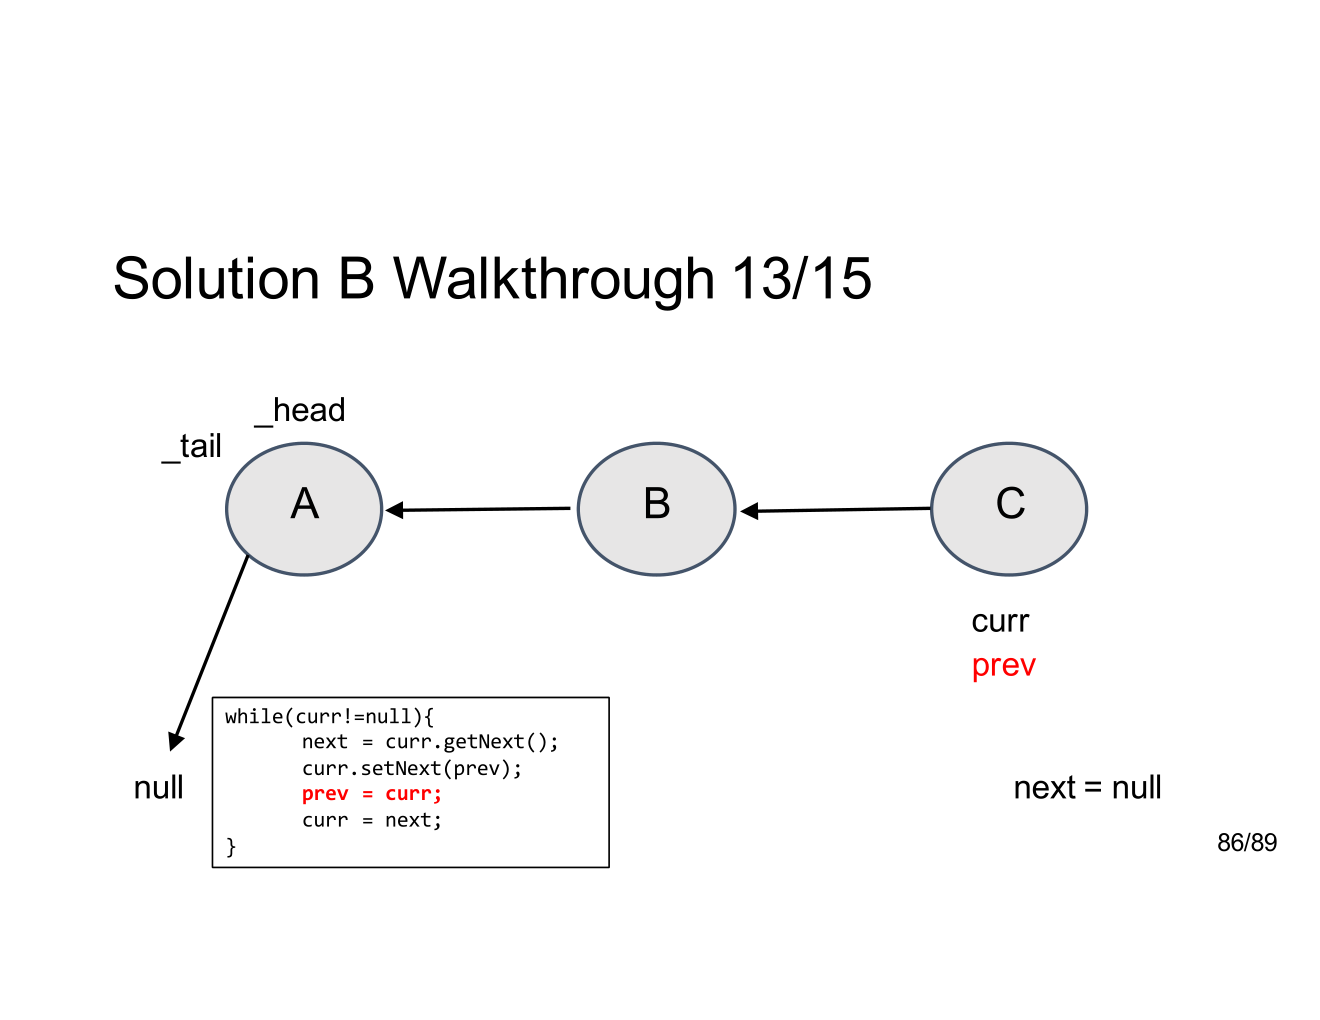 Solution B Walkthrough 13/15
_head
_tail
A
B
C
curr
prev
while(curr!=null){
next = curr.getNext();
curr.setNext(prev);
prev = curr;
curr = next;
}
null
next = null
86/89